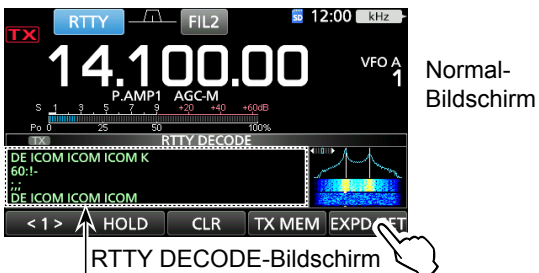 RTTY FIL2 SD 12:00 kHz
TX
14.100.00 VFO A
1
P.AMP1 AGC-M
S 1 3 5 7 9 +20 +40 +60dB
Po 0 25 50 100%
TX RTTY DECODE
DE ICOM ICOM ICOM K
60:!-
;;
DE ICOM ICOM ICOM
<1> HOLD CLR TX MEM EXPD
Normal-
Bildschirm
RTTY DECODE-Bildschirm